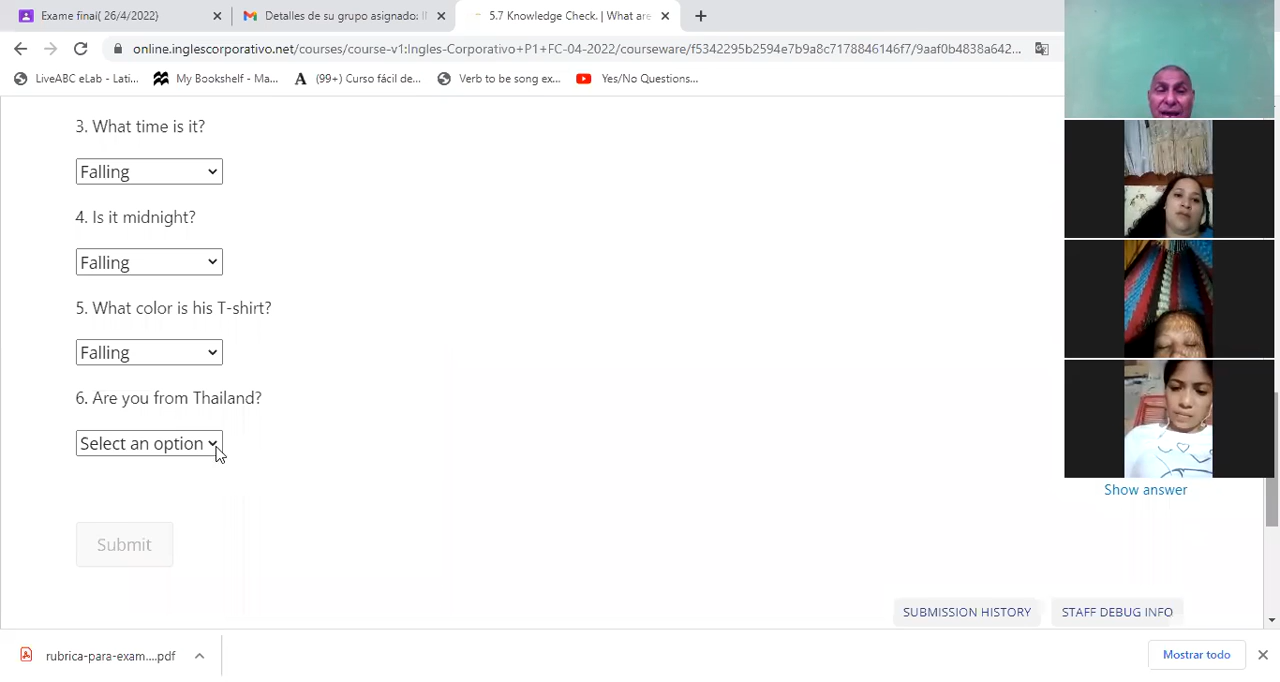 Exame final( 26/4/2022)
Detalles de su grupo asignado: II
5.7 Knowledge Check. | What are
online.inglescorporativo.net/courses/course-v1:Ingles-Corporativo+P1+FC-04-2022/courseware/f5342295b2594e7b9a8c7178846146f7/9aaf0b4838a642...
LiveABC eLab - Lati...
My Bookshelf - Ma...
(99+) Curso fácil de...
Verb to be song ex...
Yes/No Questions...
3. What time is it?
Falling
4. Is it midnight?
Falling
5. What color is his T-shirt?
Falling
6. Are you from Thailand?
Select an option
Show answer
Submit
SUBMISSION HISTORY
STAFF DEBUG INFO
rubrica-para-exam....pdf
Mostrar todo